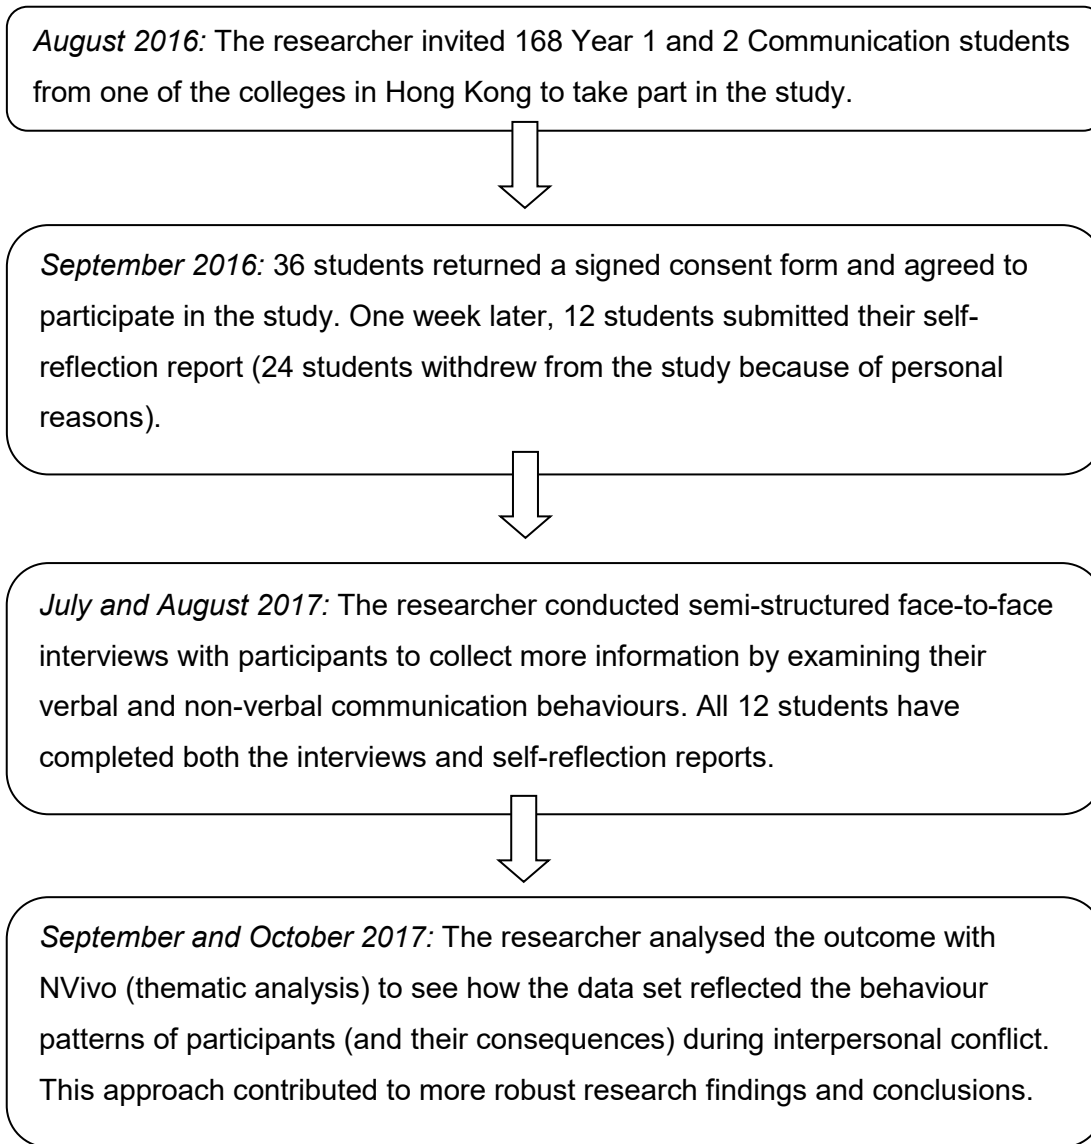 August 2016: The researcher invited 168 Year 1 and 2 Communication students
from one of the colleges in Hong Kong to take part in the study.
September 2016: 36 students returned a signed consent form and agreed to
participate in the study. One week later, 12 students submitted their self-
reflection report (24 students withdrew from the study because of personal
reasons).
July and August 2017: The researcher conducted semi-structured face-to-face
interviews with participants to collect more information by examining their
verbal and non-verbal communication behaviours. All 12 students have
completed both the interviews and self-reflection reports.
September and October 2017: The researcher analysed the outcome with
NVivo (thematic analysis) to see how the data set reflected the behaviour
patterns of participants (and their consequences) during interpersonal conflict.
This approach contributed to more robust research findings and conclusions.